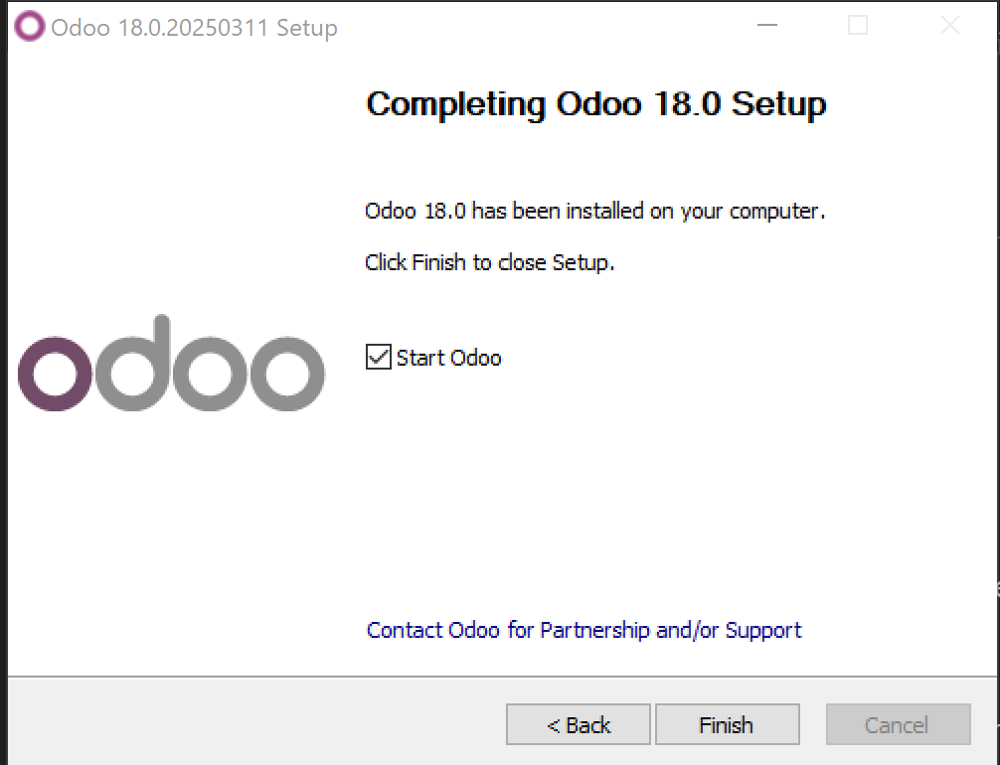 Odoo 18.0.20250311 Setup
Completing Odoo 18.0 Setup
Odoo 18.0 has been installed on your computer.
Click Finish to close Setup.
odoo
Start Odoo
Contact Odoo for Partnership and/or Support
< Back
Finish
Cancel